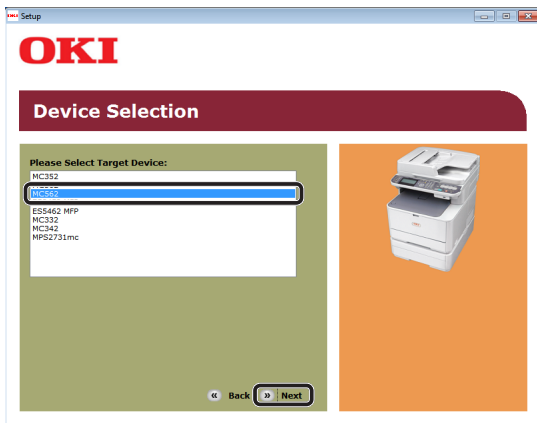 Setup
OKI
Device Selection
Please Select Target Device:
MC352
MC562
ES5462 MFP
MC332
MC342
MPS2731mc
Back
Next